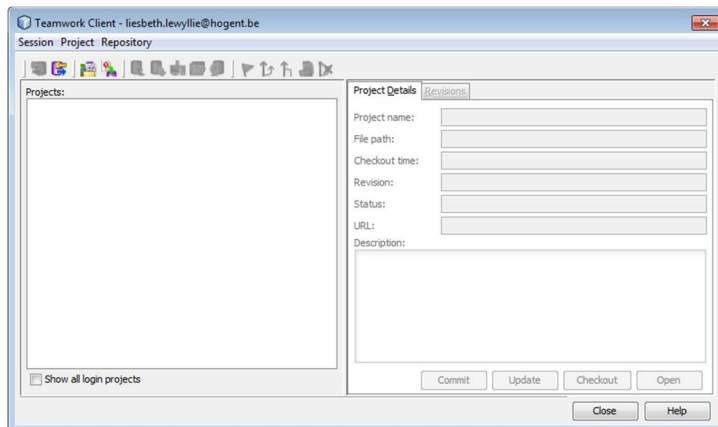 Teamwork Client - liesbeth.lewyllie@hogent.be
Session Project Repository
Projects:
Show all login projects
Project Details Revisions
Project name:
File path:
Checkout time:
Revision:
Status:
URL:
Description:
Commit Update Checkout Open
Close Help